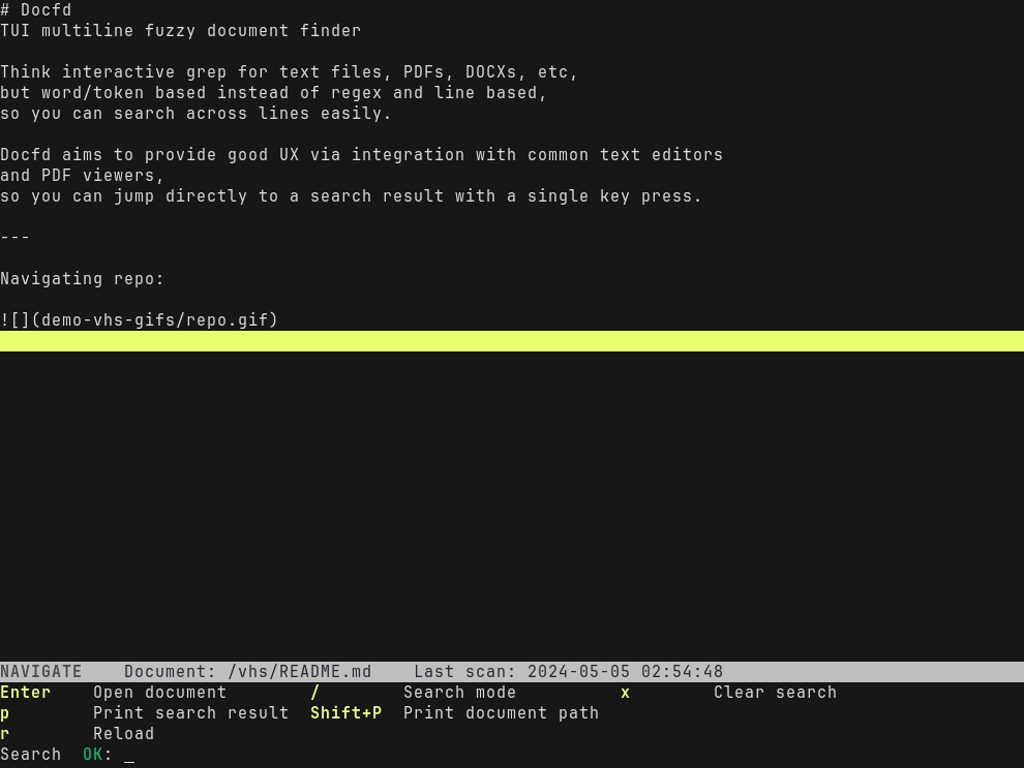 # Docfd
TUI multiline fuzzy document finder
Think interactive grep for text files, PDFs, DOCXs, etc,
but word/token based instead of regex and line based,
so you can search across lines easily.
Docfd aims to provide good UX via integration with common text editors
and PDF viewers,
so you can jump directly to a search result with a single key press.
---
Navigating repo:
![](demo-vhs-gifs/repo.gif)
NAVIGATE    Document: /vhs/README.md    Last scan: 2024-05-05 02:54:48
Enter    Open document        /        Search mode          x        Clear search
p        Print search result  Shift+P  Print document path
r        Reload
Search  OK: _